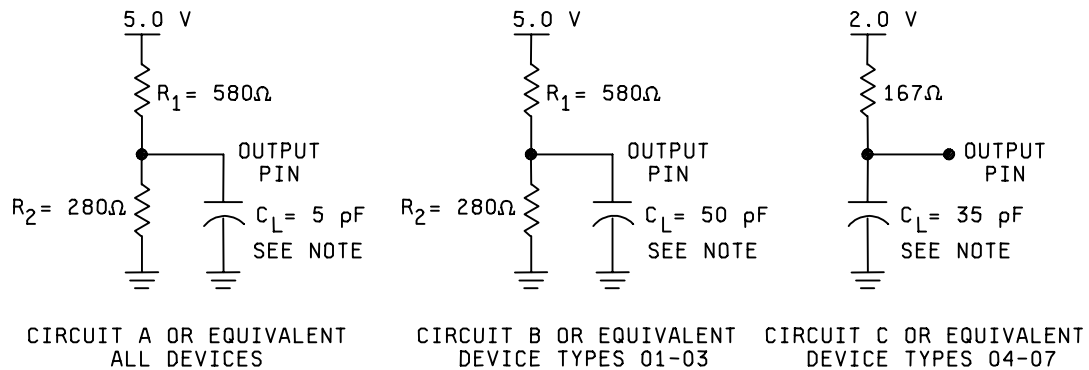 5.0 V
R1= 580Ω
OUTPUT
PIN
R2= 280Ω
CL= 5 pF
SEE NOTE
CIRCUIT A OR EQUIVALENT
ALL DEVICES
5.0 V
R1= 580Ω
OUTPUT
PIN
R2= 280Ω
CL= 50 pF
SEE NOTE
CIRCUIT B OR EQUIVALENT
DEVICE TYPES 01-03
2.0 V
167Ω
OUTPUT
PIN
CL= 35 pF
SEE NOTE
CIRCUIT C OR EQUIVALENT
DEVICE TYPES 04-07